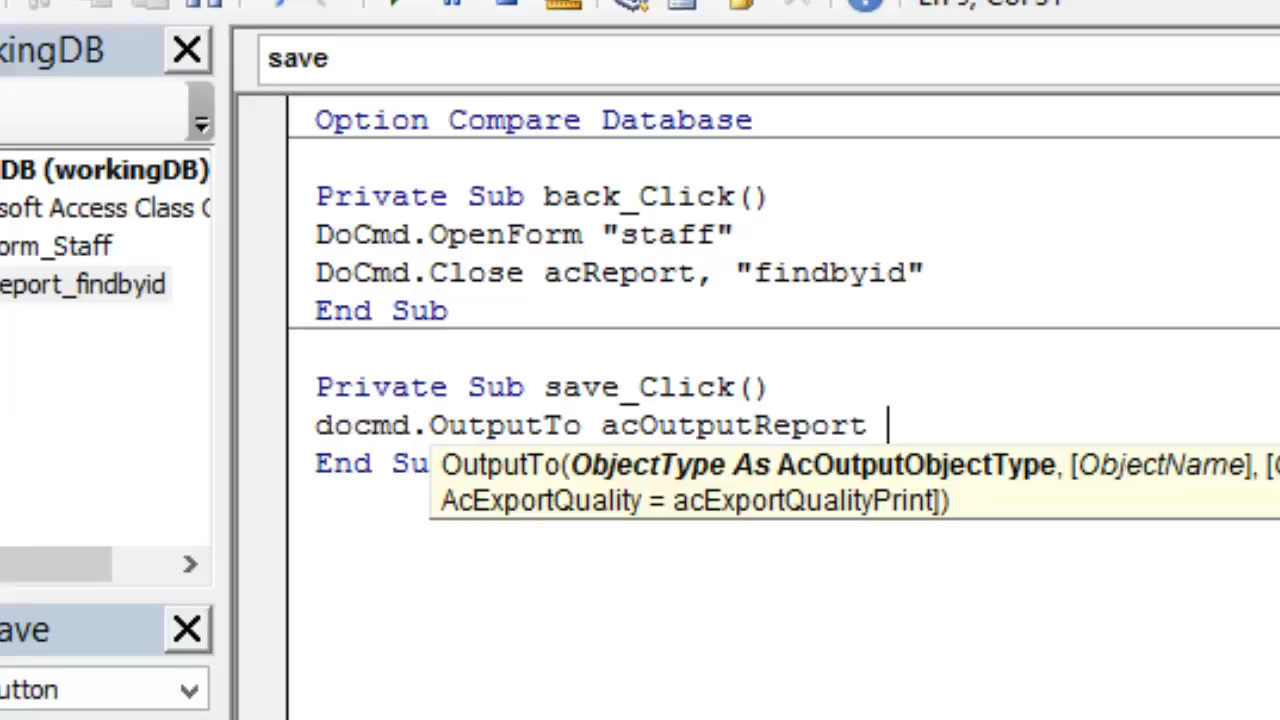 kingDB
save
Option Compare Database
DB (workingDB)
Private Sub back_Click()
soft Access Class
DoCmd.OpenForm "staff"
orm_Staff
DoCmd.Close acReport, "findbyid"
eport_findbyid
End Sub
Private Sub save_Click()
docmd.OutputTo acOutputReport
End Su
OutputTo(ObjectType As AcOutputObjectType, [ObjectName], [
AcExportQuality = acExportQualityPrint])
ave
utton